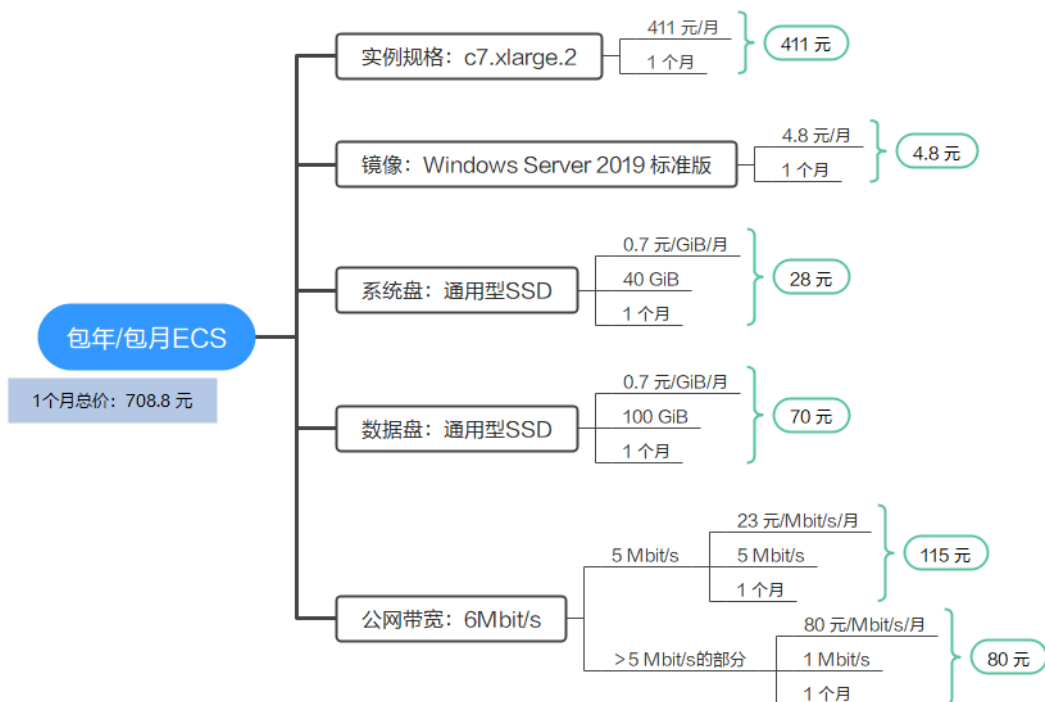 包年/包月ECS
1个月总价：708.8 元
实例规格：c7.xlarge.2
411 元/月
1 个月
411 元
镜像：Windows Server 2019 标准版
4.8 元/月
1 个月
4.8 元
系统盘：通用型SSD
0.7 元/GiB/月
40 GiB
1 个月
28 元
数据盘：通用型SSD
0.7 元/GiB/月
100 GiB
1 个月
70 元
公网带宽：6Mbit/s
5 Mbit/s
23 元/Mbit/s/月
5 Mbit/s
1 个月
115 元
＞5 Mbit/s的部分
80 元/Mbit/s/月
1 Mbit/s
1 个月
80 元